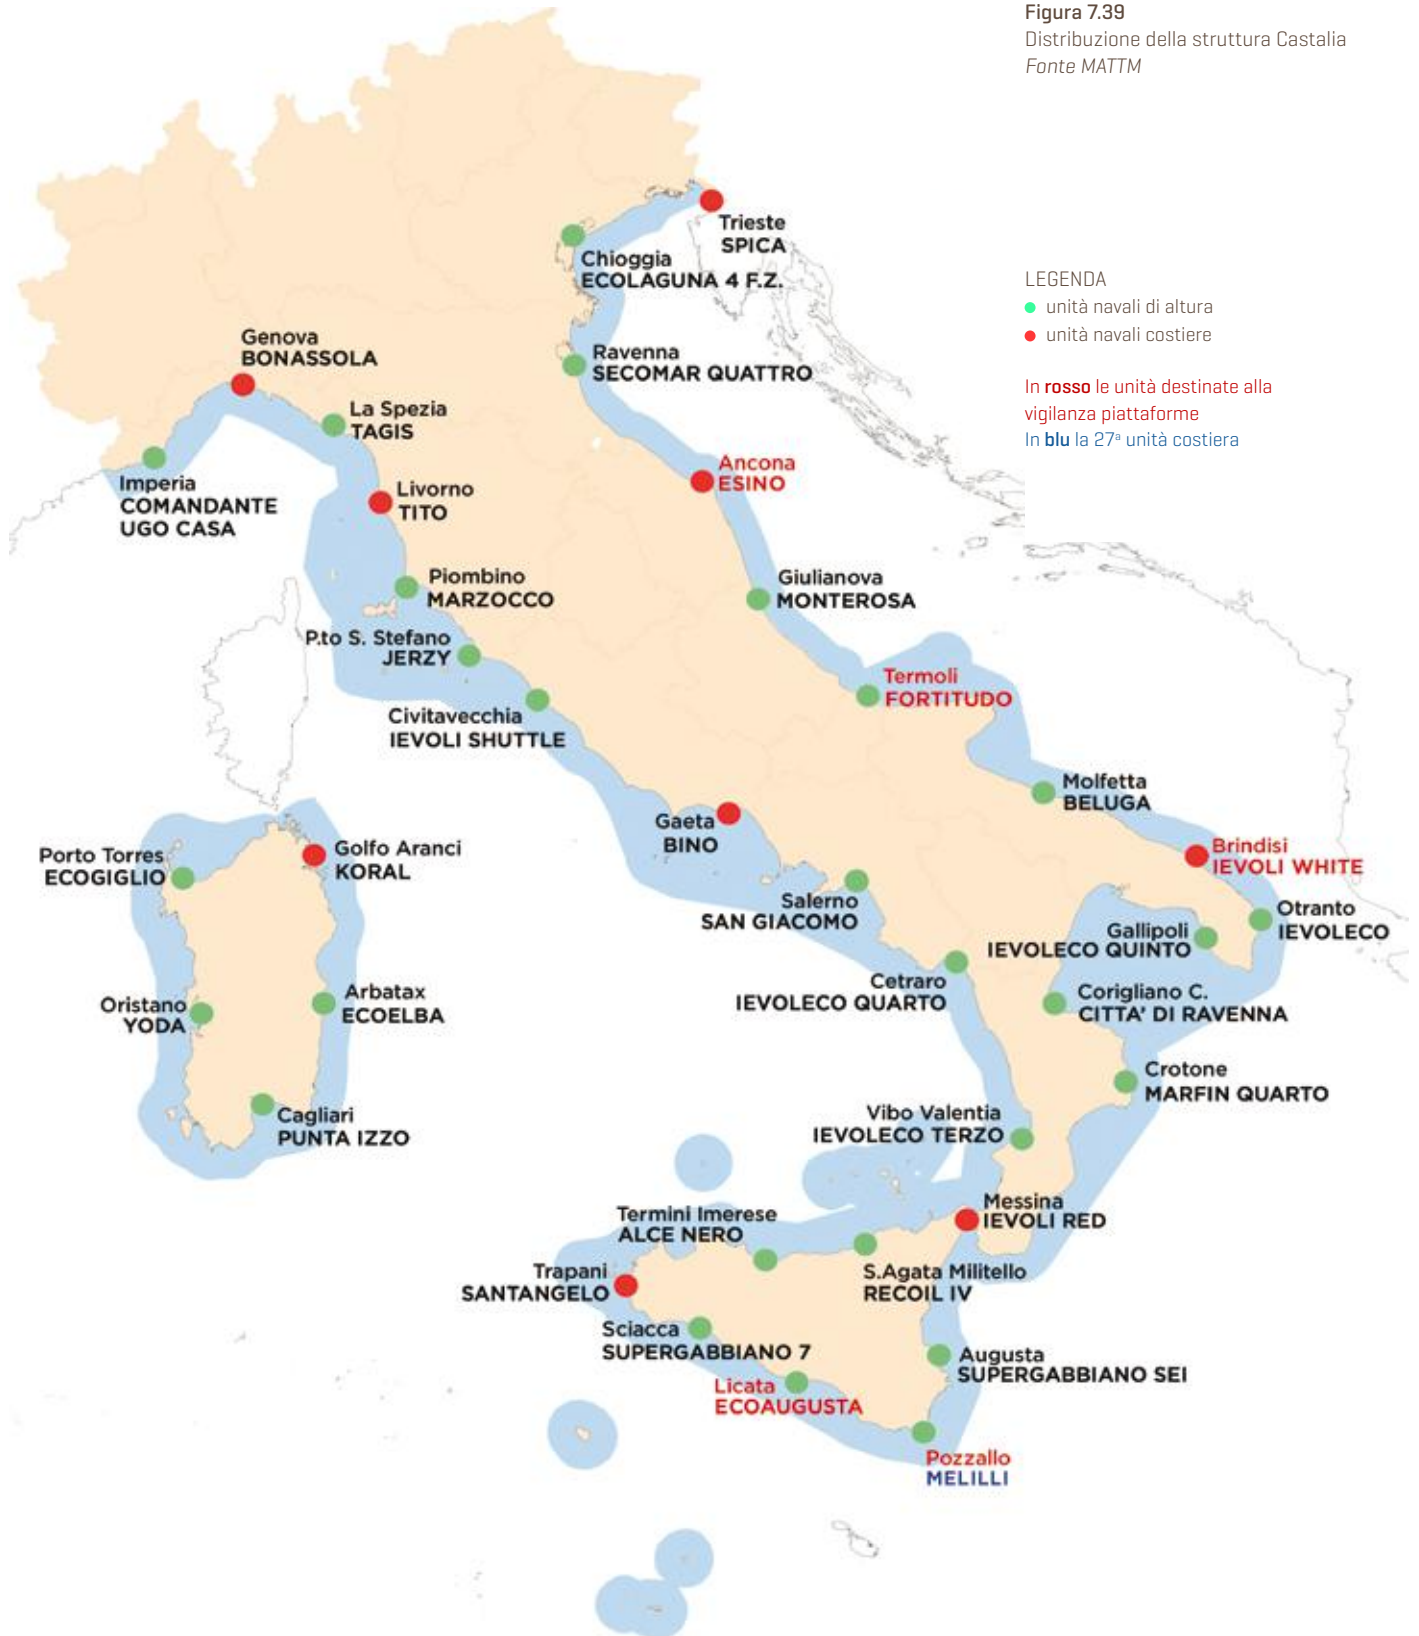 Figura 7.39
Distribuzione della struttura Castalia
Fonte MATTM
Trieste
SPICA
Chioggia
ECOLAGUNA 4 F.Z.
LEGENDA
unità navali di altura
unità navali costiere
In rosso le unità destinate alla
vigilanza piattaforme
In blu la 27ª unità costiera
Genova
BONASSOLA
Ravenna
SECOMAR QUATTRO
La Spezia
TAGIS
Imperia
COMANDANTE
UGO CASA
Livorno
TITO
Ancona
ESINO
Piombino
MARZOCCO
Giulianova
MONTEROSA
P.to S. Stefano
JERZY
Termoli
FORTITUDO
Civitavecchia
IEVOLI SHUTTLE
Molfetta
BELUGA
Gaeta
BINO
Porto Torres
ECOGIGLIO
Golfo Aranci
KORAL
Brindisi
IEVOLI WHITE
Salerno
SAN GIACOMO
Otranto
IEVOLECO
Gallipoli
IEVOLECO QUINTO
Cetraro
IEVOLECO QUARTO
Corigliano C.
CITTA' DI RAVENNA
Oristano
YODA
Arbatax
ECOELBA
Crotone
MARFIN QUARTO
Cagliari
PUNTA IZZO
Vibo Valentia
IEVOLECO TERZO
Messina
IEVOLI RED
Termini Imerese
ALCE NERO
Trapani
SANTANGELO
S.Agata Militello
RECOIL IV
Sciacca
SUPERGABBIANO 7
Augusta
SUPERGABBIANO SEI
Licata
ECOAUGUSTA
Pozzallo
MELILLI